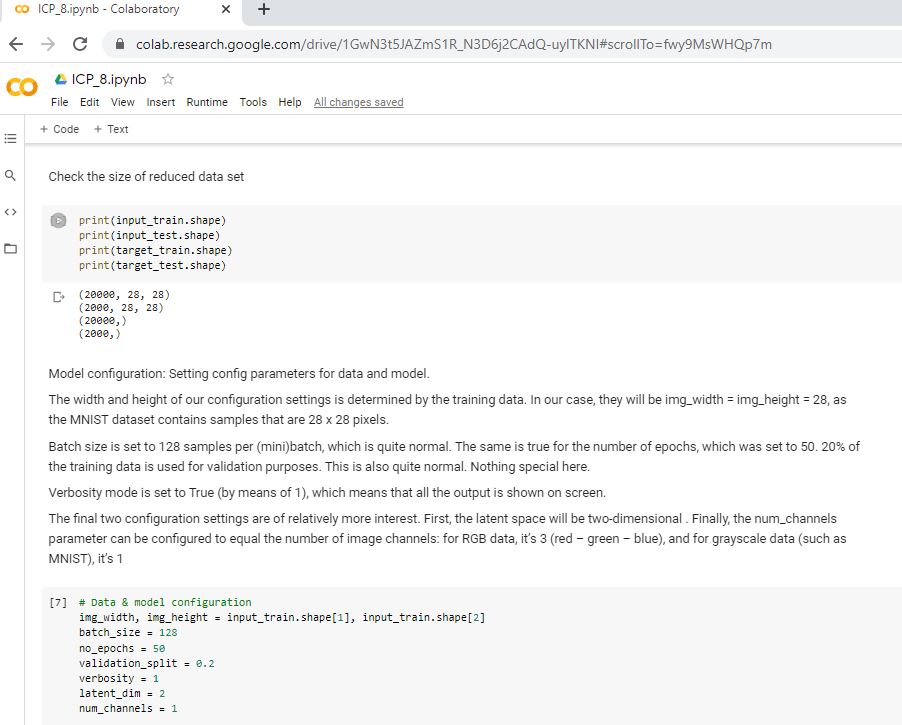 ICP_8.ipynb - Colaboratory
colab.research.google.com/drive/1GwN3t5JAZmS1R_N3D6j2CAdQ-uyITKNI#scrollTo=fwy9MsWHQp7m
ICP_8.ipynb
File Edit View Insert Runtime Tools Help All changes saved
+ Code + Text
Check the size of reduced data set
print(input_train.shape)
print(input_test.shape)
print(target_train.shape)
print(target_test.shape)
(20000, 28, 28)
(2000, 28, 28)
(20000,)
(2000,)
Model configuration: Setting config parameters for data and model.
The width and height of our configuration settings is determined by the training data. In our case, they will be img_width = img_height = 28, as
the MNIST dataset contains samples that are 28 x 28 pixels.
Batch size is set to 128 samples per (mini)batch, which is quite normal. The same is true for the number of epochs, which was set to 50. 20% of
the training data is used for validation purposes. This is also quite normal. Nothing special here.
Verbosity mode is set to True (by means of 1), which means that all the output is shown on screen.
The final two configuration settings are of relatively more interest. First, the latent space will be two-dimensional . Finally, the num_channels
parameter can be configured to equal the number of image channels: for RGB data, it's 3 (red – green – blue), and for grayscale data (such as
MNIST), it's 1
[7] # Data & model configuration
img_width, img_height = input_train.shape[1], input_train.shape[2]
batch_size = 128
no_epochs = 50
validation_split = 0.2
verbosity = 1
latent_dim = 2
num_channels = 1